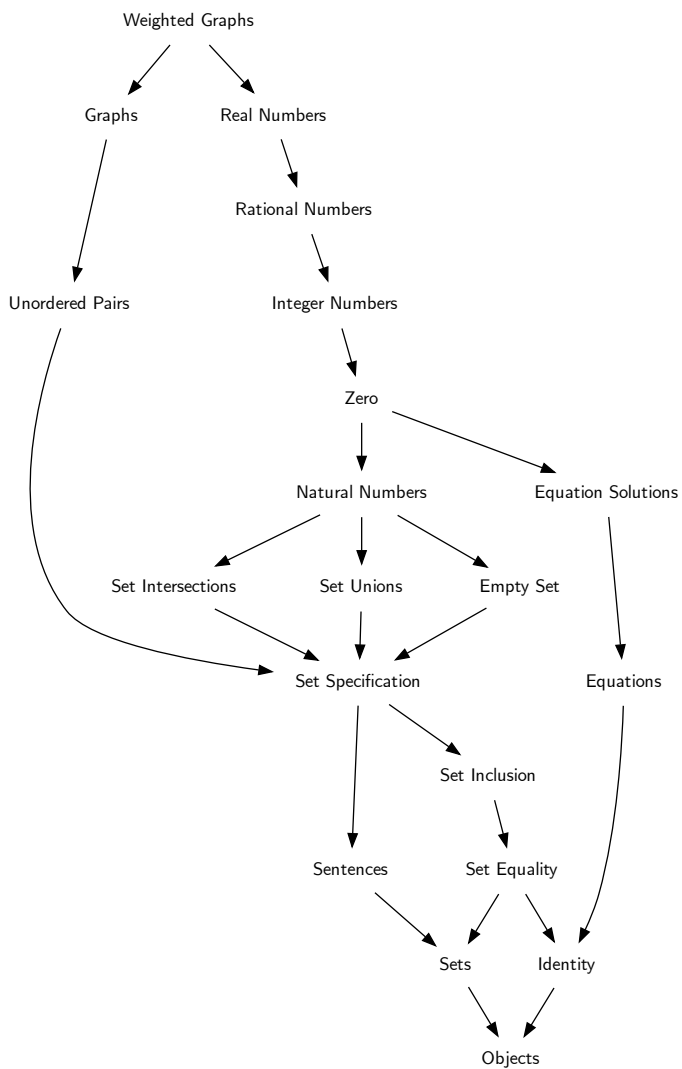 Weighted Graphs
Graphs
Real Numbers
Rational Numbers
Unordered Pairs
Integer Numbers
Zero
Natural Numbers
Equation Solutions
Set Intersections
Set Unions
Empty Set
Set Specification
Equations
Set Inclusion
Sentences
Set Equality
Sets
Identity
Objects